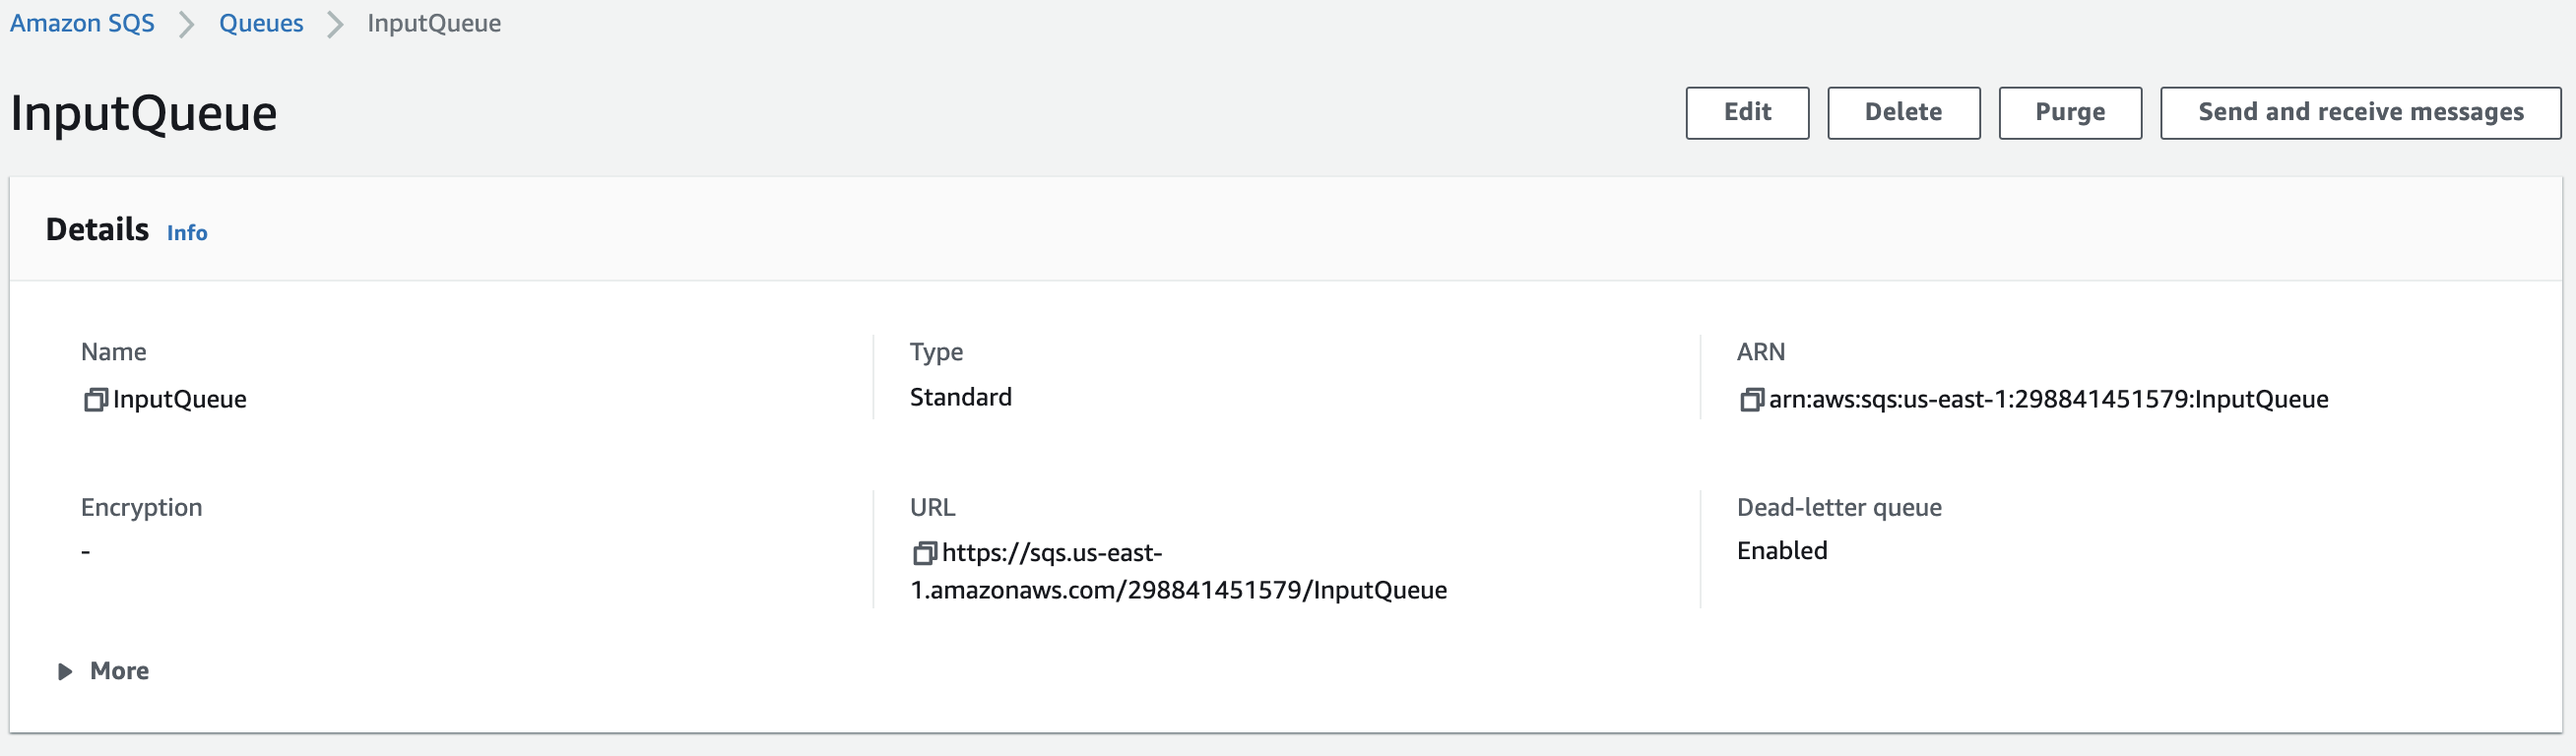 Amazon SQS > Queues > InputQueue
InputQueue
Edit
Delete
Purge
Send and receive messages
Details Info
Name
InputQueue
Type
Standard
ARN
arn:aws:sqs:us-east-1:298841451579:InputQueue
Encryption
-
URL
https://sqs.us-east-
1.amazonaws.com/298841451579/InputQueue
Dead-letter queue
Enabled
More